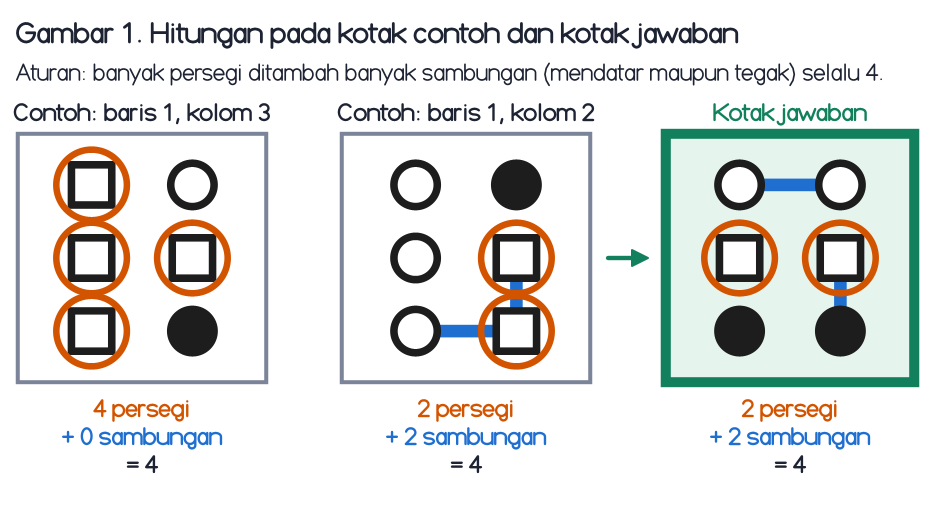 Gambar 1. Hitungan pada kotak contoh dan kotak jawaban
Aturan: banyak persegi ditambah banyak sambungan (mendatar maupun tegak) selalu 4.
Contoh: baris 1, kolom 3
Contoh: baris 1, kolom 2
Kotak jawaban
4 persegi
+ 0 sambungan
= 4
2 persegi
+ 2 sambungan
= 4
2 persegi
+ 2 sambungan
= 4